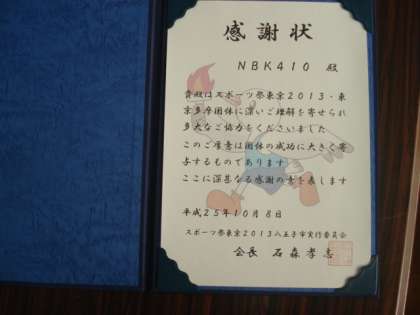 感謝状
NBK410 殿
貴殿はスポーツ祭東京2013・東
京多摩国体に深いご理解を寄せられ
多大なご協力をくださいました
このご厚意は国体の成功に大きく寄
与するものであります
ここに深甚なる感謝の意を表します
平成25年10月8日
スポーツ祭東京2013八王子市実行委員会
会長 石森孝志